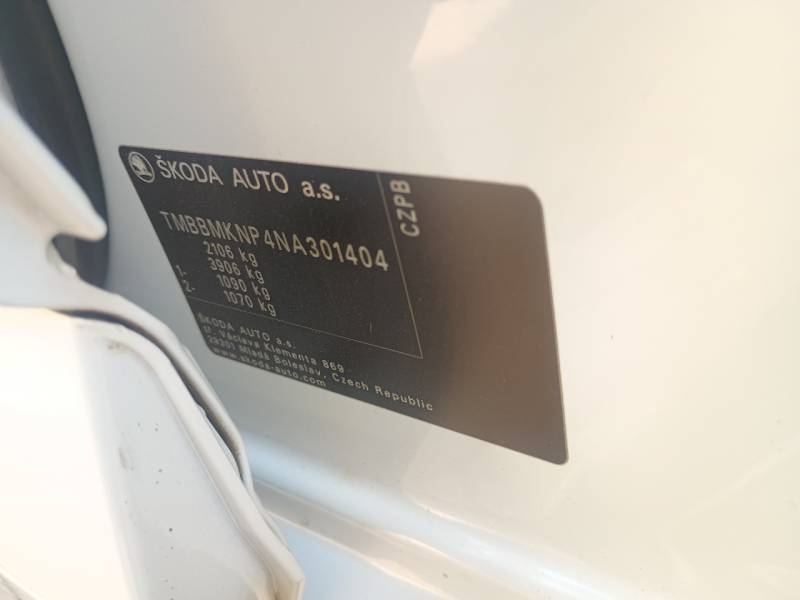 ŠKODA AUTO a.s.
CZPB
TMBBMKNP4NA301404
2106 kg
3906 kg
1- 1090 kg
2- 1070 kg
ŠKODA AUTO a.s.
tř. Václava Klementa 869
29301 Mladá Boleslav, Czech Republic
www.skoda-auto.com